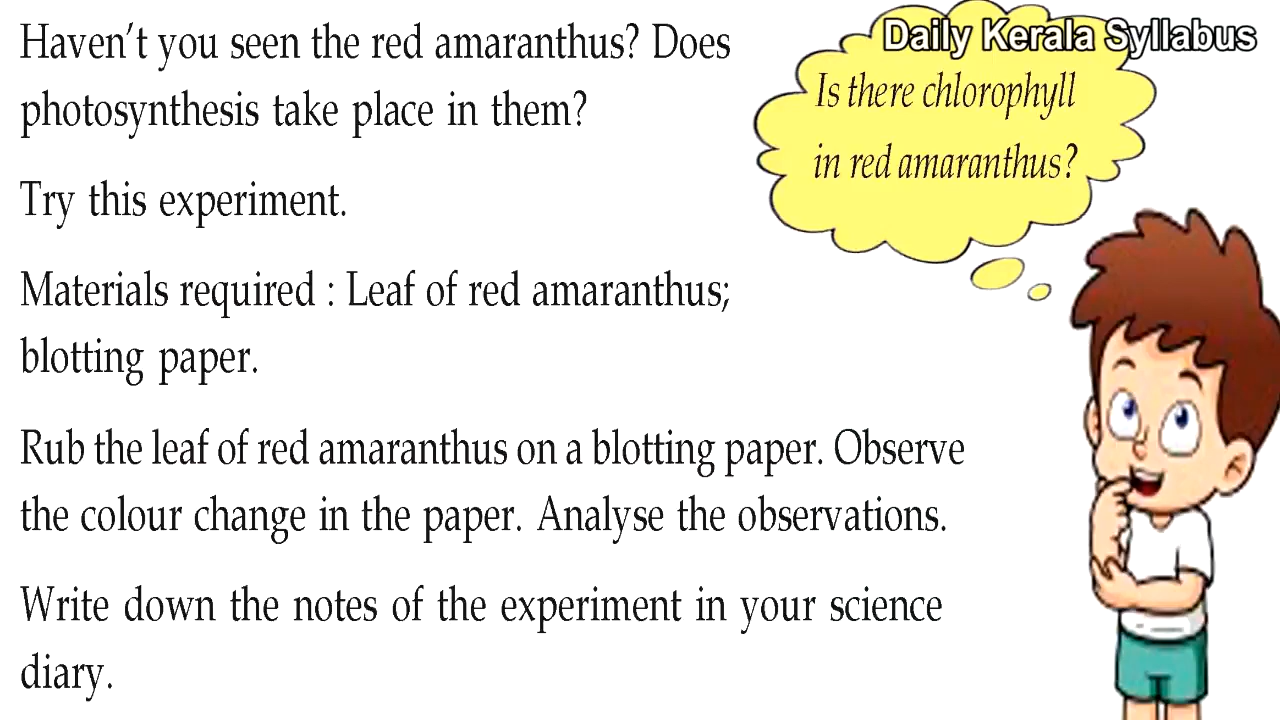 Haven't you seen the red amaranthus? Does
photosynthesis take place in them?
Try this experiment.
Materials required : Leaf of red amaranthus;
blotting paper.
Rub the leaf of red amaranthus on a blotting paper. Observe
the colour change in the paper. Analyse the observations.
Write down the notes of the experiment in your science
diary.
Daily Kerala Syllabus
Is there chlorophyll
in red amaranthus?